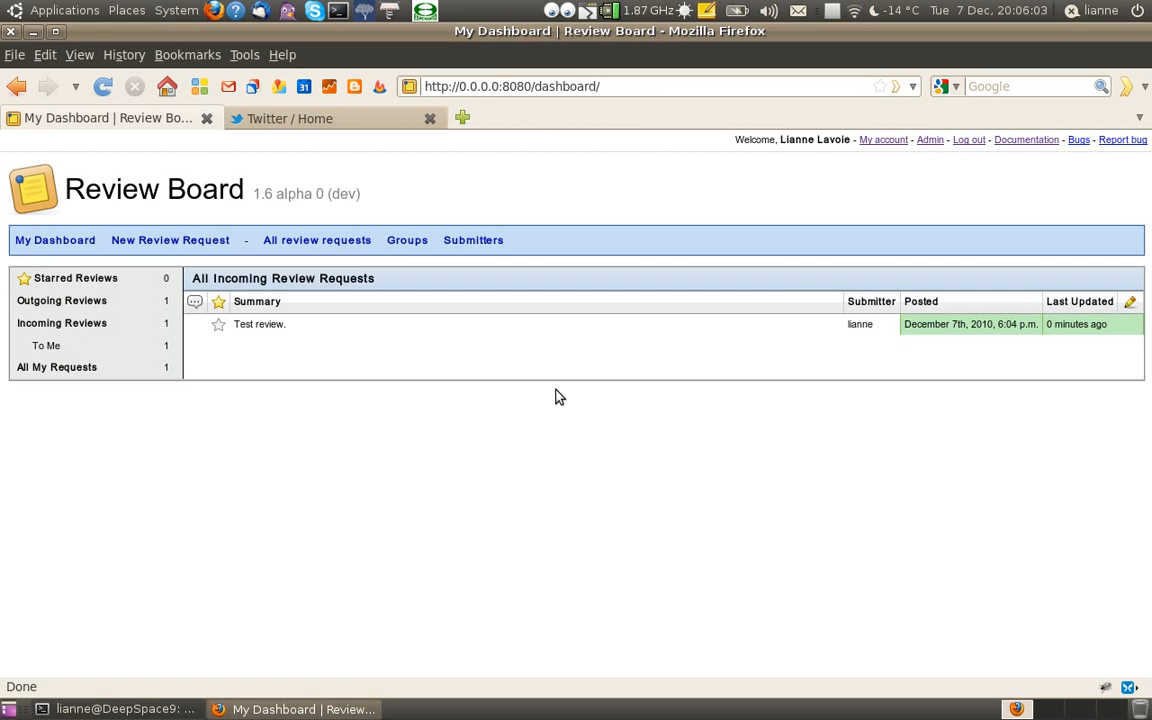 Applications Places System 1.87 GHz -14 °C Tue 7 Dec, 20:06:03 lianne
My Dashboard | Review Board - Mozilla Firefox
File Edit View History Bookmarks Tools Help
http://0.0.0.0:8080/dashboard/ Google
My Dashboard | Review Bo... Twitter / Home
Welcome, Lianne Lavoie - My account - Admin - Log out - Documentation - Bugs - Report bug
Review Board 1.6 alpha 0 (dev)
My Dashboard New Review Request - All review requests Groups Submitters
Starred Reviews 0
Outgoing Reviews 1
Incoming Reviews 1
To Me 1
All My Requests 1
All Incoming Review Requests
Summary Submitter Posted Last Updated
Test review. lianne December 7th, 2010, 6:04 p.m. 0 minutes ago
Done
lianne@DeepSpace9: ... My Dashboard | Review...